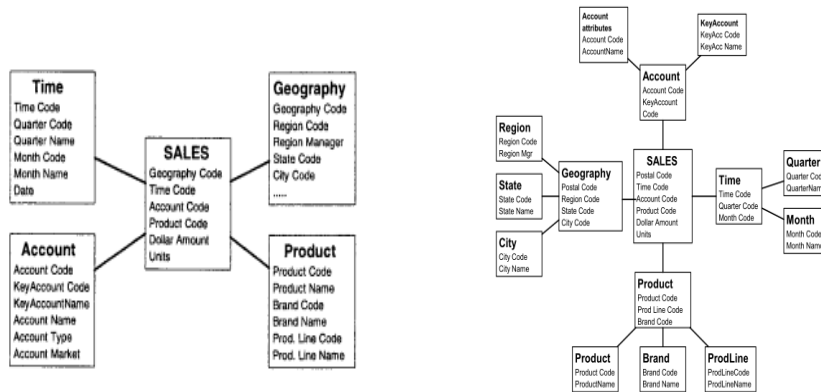 Time
Time Code
Quarter Code
Quarter Name
Month Code
Month Name
Date
Geography
Geography Code
Region Code
Region Manager
State Code
City Code
.....
SALES
Geography Code
Time Code
Account Code
Product Code
Dollar Amount
Units
Account
Account Code
KeyAccount Code
KeyAccountName
Account Name
Account Type
Account Market
Product
Product Code
Product Name
Brand Code
Brand Name
Prod. Line Code
Prod. Line Name
Account
attributes
Account Code
AccountName
KeyAccount
KeyAcc Code
KeyAcc Name
Account
Account Code
KeyAccount
Code
Region
Region Code
Region Mgr
State
State Code
State Name
City
City Code
City Name
Geography
Postal Code
Region Code
State Code
City Code
SALES
Postal Code
Time Code
Account Code
Product Code
Dollar Amount
Units
Time
Time Code
Quarter Code
Month Code
Quarter
Quarter Code
QuarterName
Month
Month Code
Month Name
Product
Product Code
Prod Line Code
Brand Code
Product
Product Code
ProductName
Brand
Brand Code
Brand Name
ProdLine
ProdLineCode
ProdLineName